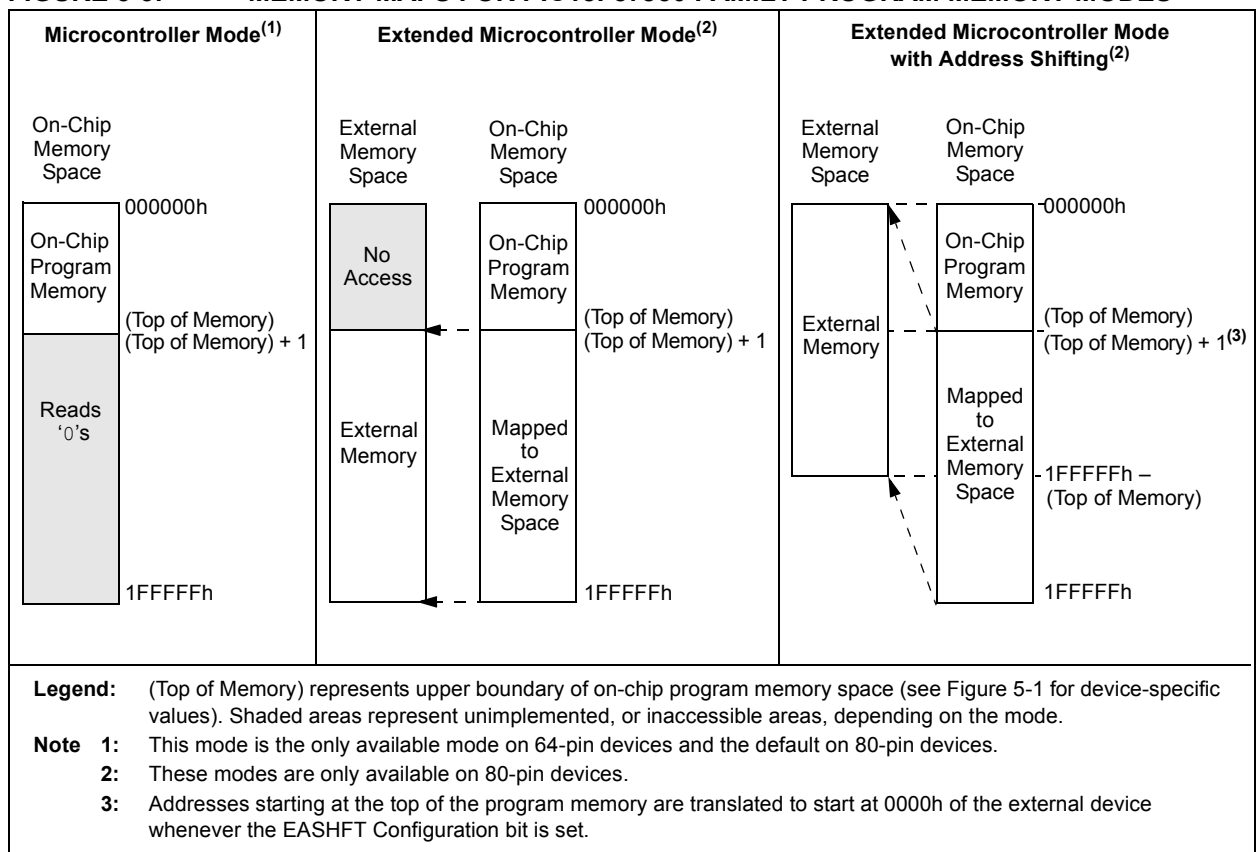 Microcontroller Mode(1)
Extended Microcontroller Mode(2)
Extended Microcontroller Mode
with Address Shifting(2)
On-Chip
Memory
Space
000000h
On-Chip
Program
Memory
(Top of Memory)
(Top of Memory) + 1
Reads
‘0’s
1FFFFFh
External
Memory
Space
On-Chip
Memory
Space
000000h
No
Access
On-Chip
Program
Memory
(Top of Memory)
(Top of Memory) + 1
External
Memory
Mapped
to
External
Memory
Space
1FFFFFh
External
Memory
Space
On-Chip
Memory
Space
000000h
On-Chip
Program
Memory
External
Memory
(Top of Memory)
(Top of Memory) + 1(3)
Mapped
to
External
Memory
Space
1FFFFFh –
(Top of Memory)
1FFFFFh
Legend: (Top of Memory) represents upper boundary of on-chip program memory space (see Figure 5-1 for device-specific
values). Shaded areas represent unimplemented, or inaccessible areas, depending on the mode.
Note 1: This mode is the only available mode on 64-pin devices and the default on 80-pin devices.
2: These modes are only available on 80-pin devices.
3: Addresses starting at the top of the program memory are translated to start at 0000h of the external device
whenever the EASHFT Configuration bit is set.